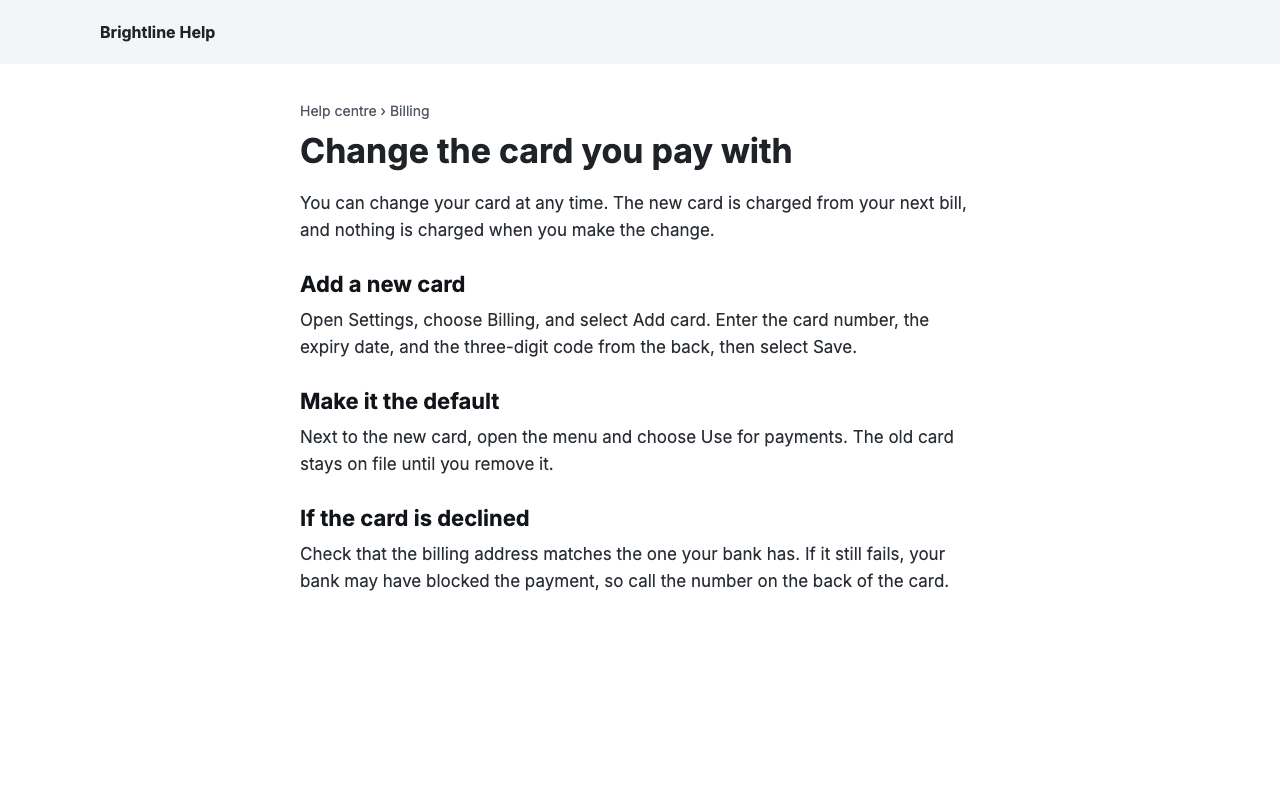 Brightline Help
Help centre › Billing
Change the card you pay with
You can change your card at any time. The new card is charged from your next bill,
and nothing is charged when you make the change.
Add a new card
Open Settings, choose Billing, and select Add card. Enter the card number, the
expiry date, and the three-digit code from the back, then select Save.
Make it the default
Next to the new card, open the menu and choose Use for payments. The old card
stays on file until you remove it.
If the card is declined
Check that the billing address matches the one your bank has. If it still fails, your
bank may have blocked the payment, so call the number on the back of the card.